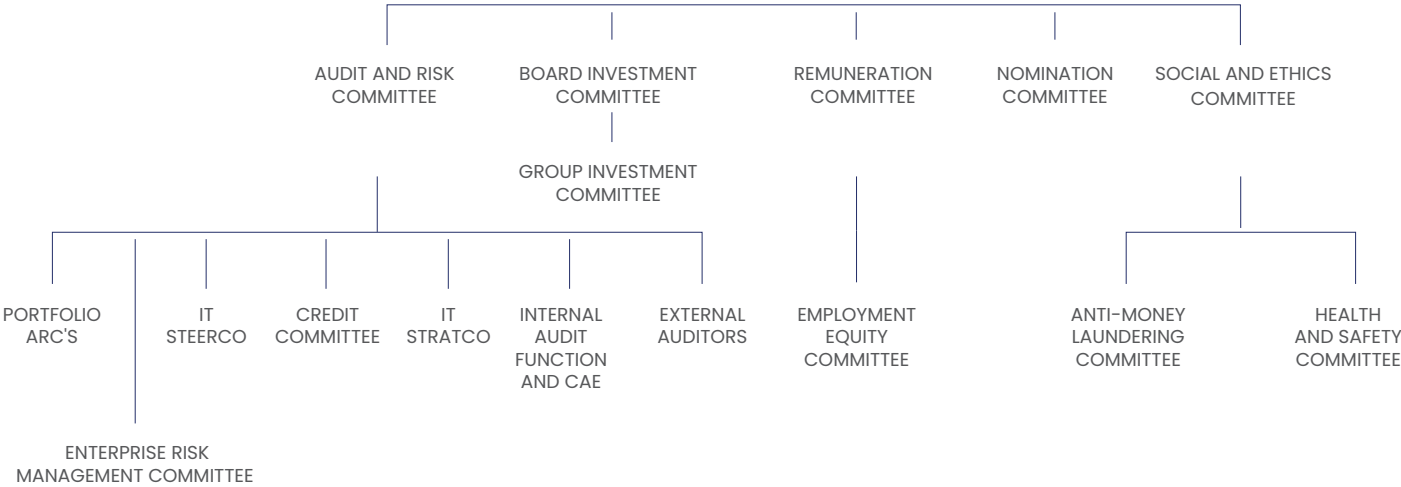 AUDIT AND RISK
COMMITTEE
BOARD INVESTMENT
COMMITTEE
REMUNERATION
COMMITTEE
NOMINATION
COMMITTEE
SOCIAL AND ETHICS
COMMITTEE
GROUP INVESTMENT
COMMITTEE
PORTFOLIO
ARC'S
IT
STEERCO
CREDIT
COMMITTEE
IT
STRATCO
INTERNAL
AUDIT
FUNCTION
AND CAE
EXTERNAL
AUDITORS
EMPLOYMENT
EQUITY
COMMITTEE
ANTI-MONEY
LAUNDERING
COMMITTEE
HEALTH
AND SAFETY
COMMITTEE
ENTERPRISE RISK
MANAGEMENT COMMITTEE